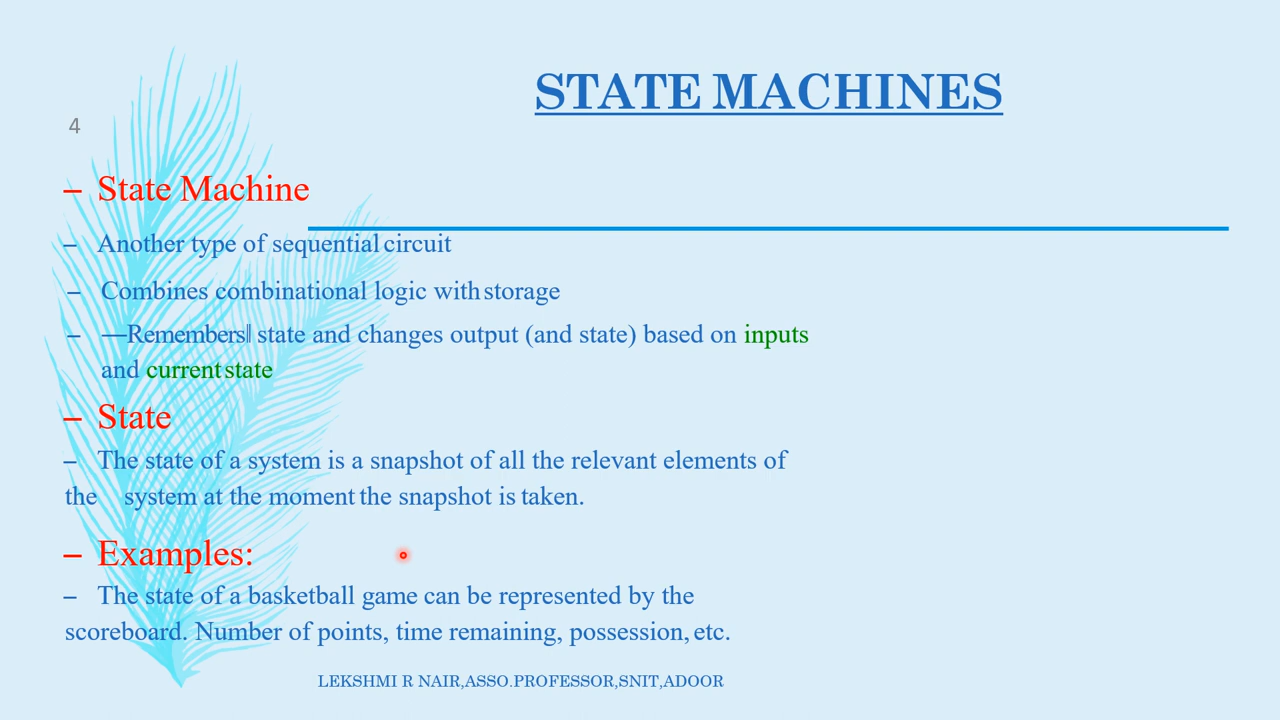 STATE MACHINES
4
– State Machine
– Another type of sequential circuit
– Combines combinational logic with storage
– ―Remembers‖ state and changes output (and state) based on inputs
and current state
– State
– The state of a system is a snapshot of all the relevant elements of
the system at the moment the snapshot is taken.
– Examples:
– The state of a basketball game can be represented by the
scoreboard. Number of points, time remaining, possession, etc.
LEKSHMI R NAIR,ASSO.PROFESSOR,SNIT,ADOOR